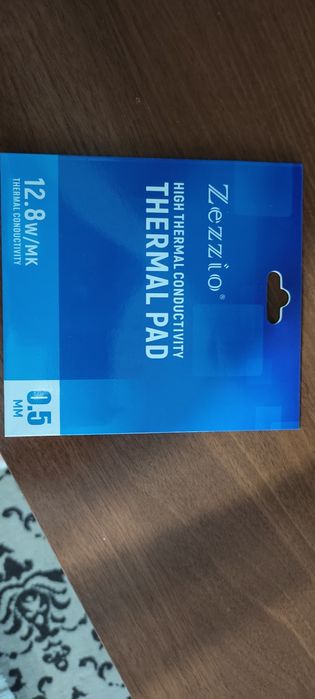 Zezzio®
HIGH THERMAL CONDUCTIVITY
THERMAL PAD
12.8W/MK
THERMAL CONDUCTIVITY
0.5
MM